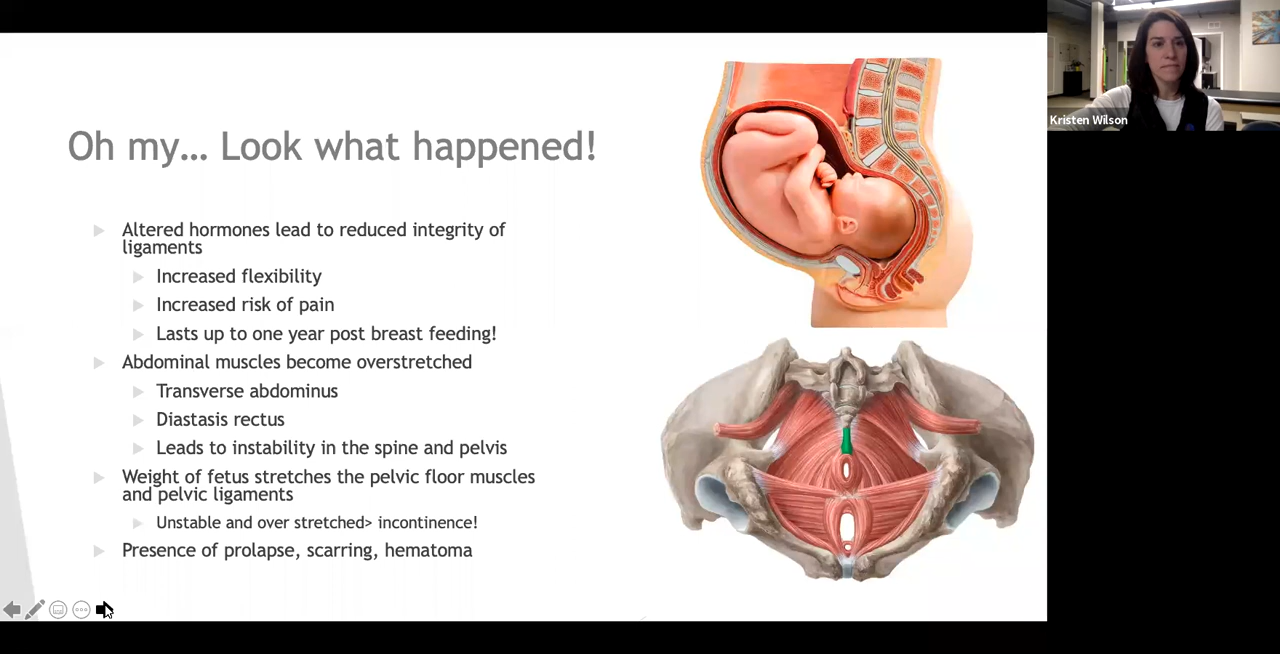 Oh my... Look what happened!
Altered hormones lead to reduced integrity of
ligaments
Increased flexibility
Increased risk of pain
Lasts up to one year post breast feeding!
Abdominal muscles become overstretched
Transverse abdominus
Diastasis rectus
Leads to instability in the spine and pelvis
Weight of fetus stretches the pelvic floor muscles
and pelvic ligaments
Unstable and over stretched> incontinence!
Presence of prolapse, scarring, hematoma
Kristen Wilson